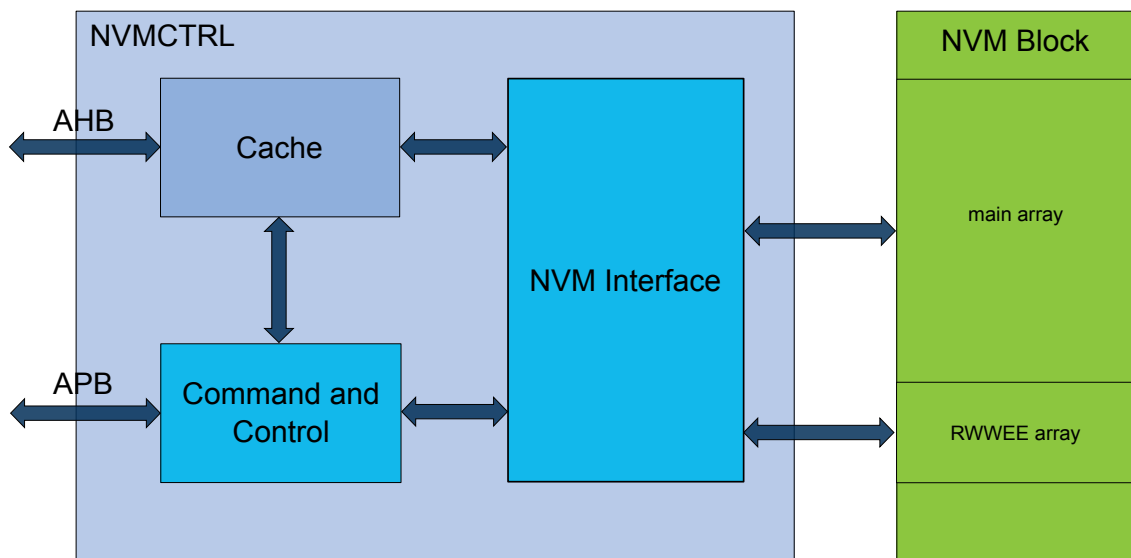 NVMCTRL
NVM Block
AHB
Cache
main array
NVM Interface
APB
Command and
Control
RWWEE array